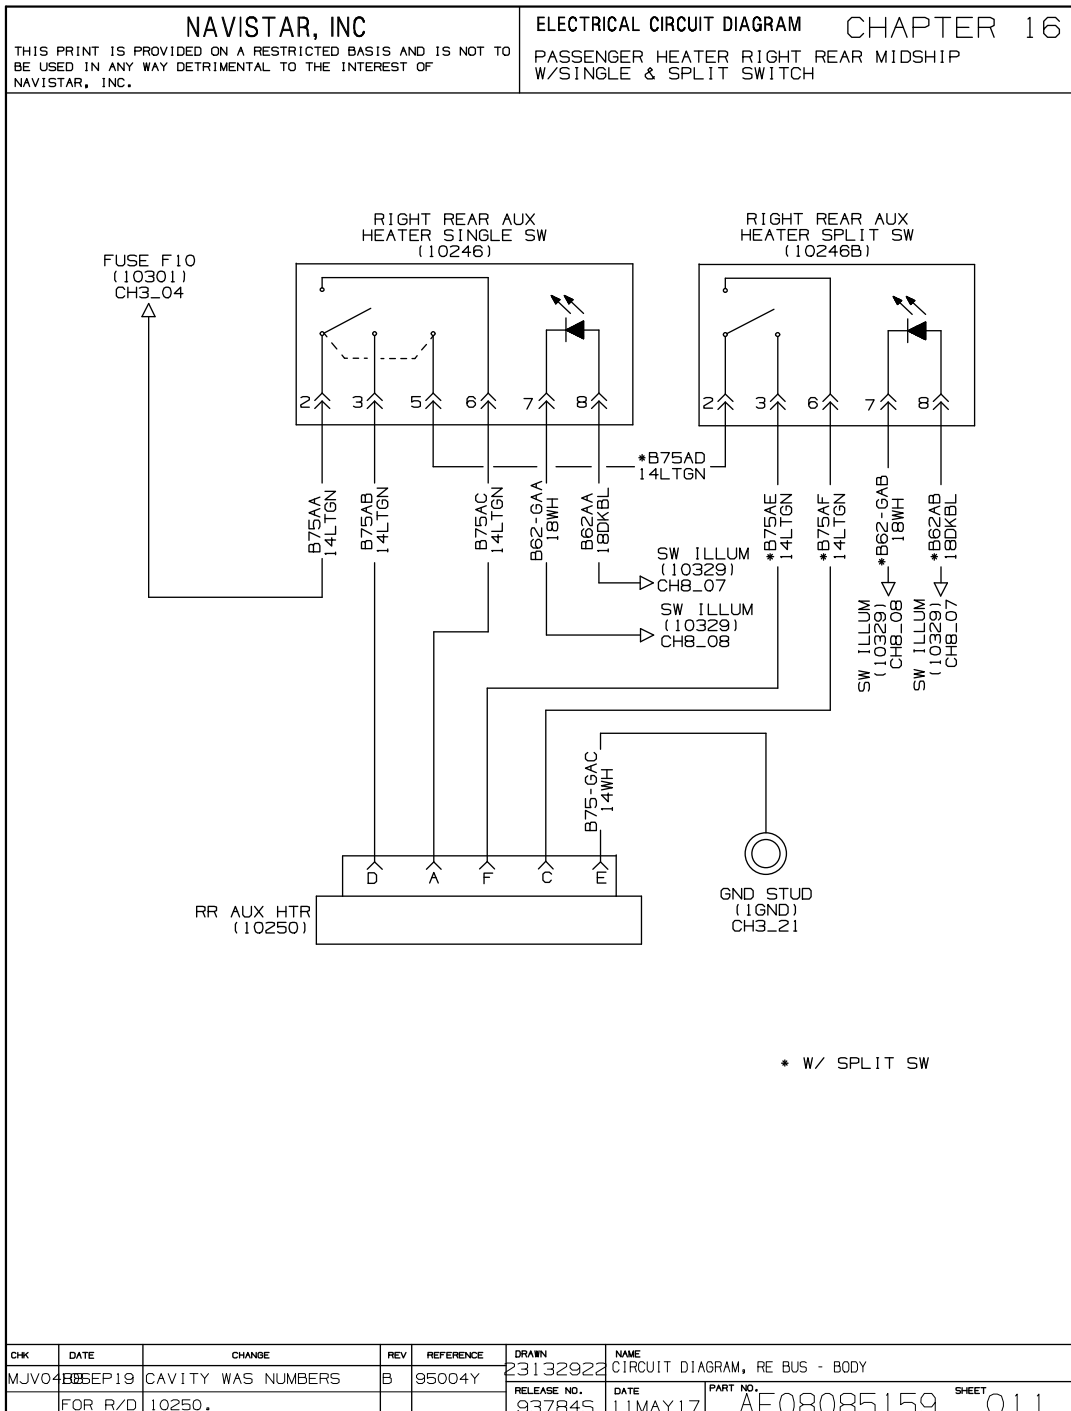 NAVISTAR, INC
THIS PRINT IS PROVIDED ON A RESTRICTED BASIS AND IS NOT TO
BE USED IN ANY WAY DETRIMENTAL TO THE INTEREST OF
NAVISTAR, INC.
ELECTRICAL CIRCUIT DIAGRAM CHAPTER 16
PASSENGER HEATER RIGHT REAR MIDSHIP
W/SINGLE & SPLIT SWITCH
FUSE F10
(10301)
CH3_04
RIGHT REAR AUX
HEATER SINGLE SW
(10246)
RIGHT REAR AUX
HEATER SPLIT SW
(10246B)
2 3 5 6 7 8
2 3 6 7 8
*B75AD
14LTGN
B75AA
14LTGN
B75AB
14LTGN
B75AC
14LTGN
B62-GAA
18WH
B62AA
18DKBL
*B75AE
14LTGN
*B75AF
14LTGN
*B62-GAB
18WH
*B62AB
18DKBL
SW ILLUM
(10329)
CH8_07
SW ILLUM
(10329)
CH8_08
SW ILLUM
(10329)
CH8_08
SW ILLUM
(10329)
CH8_07
B75-GAC
14WH
D A F C E
RR AUX HTR
(10250)
GND STUD
(1GND)
CH3_21
* W/ SPLIT SW
CHK DATE CHANGE REV REFERENCE
CAVITY WAS NUMBERS B 95004Y
FOR R/D 10250.
DRAWN
23132922
NAME
CIRCUIT DIAGRAM, RE BUS - BODY
RELEASE NO.
93784S
DATE
11MAY17
PART NO.
AE08085159
SHEET
011